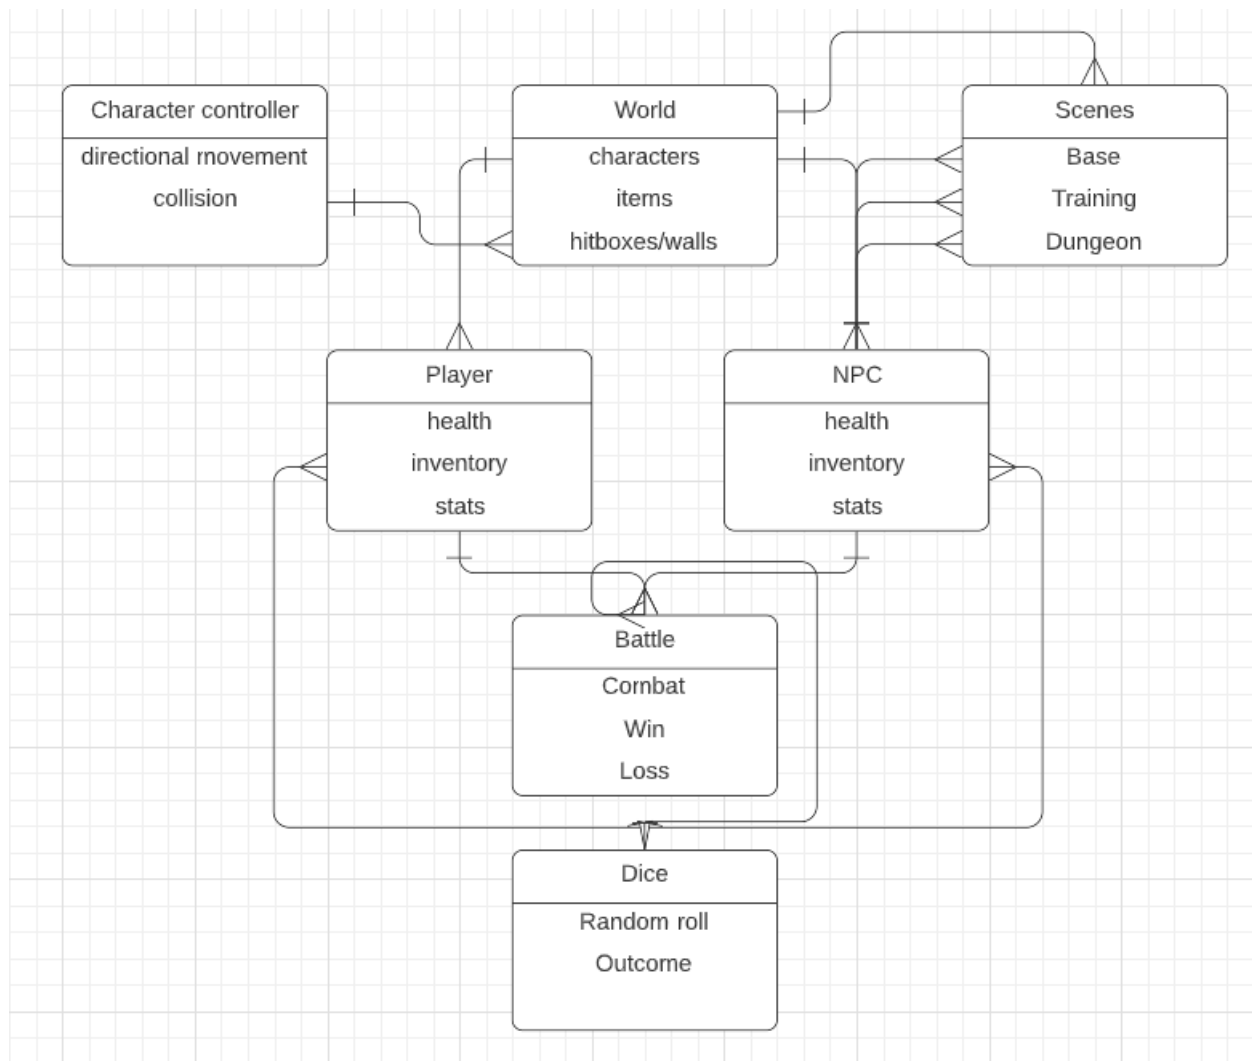 Character controller
directional movement
collision
World
characters
items
hitboxes/walls
Scenes
Base
Training
Dungeon
Player
health
inventory
stats
NPC
health
inventory
stats
Battle
Combat
Win
Loss
Dice
Random roll
Outcome